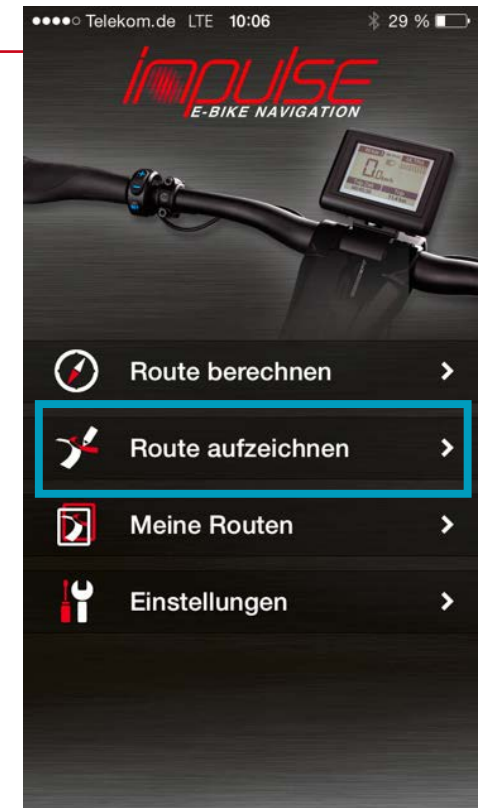 ●●●●○ Telekom.de LTE 10:06 29 %
impulse
E-BIKE NAVIGATION
Route berechnen
Route aufzeichnen
Meine Routen
Einstellungen